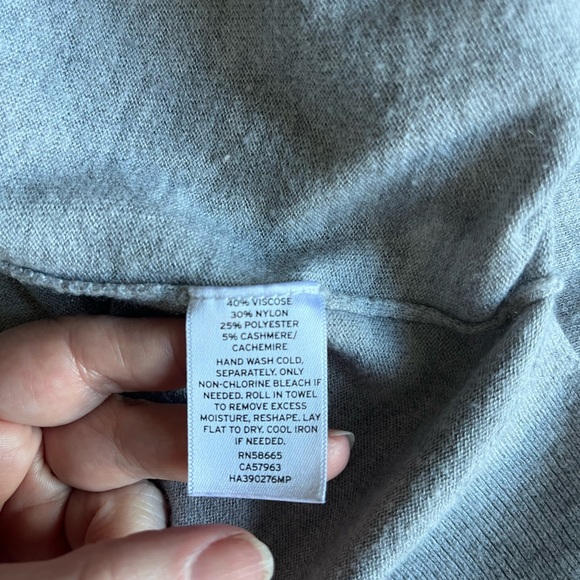 40% VISCOSE
30% NYLON
25% POLYESTER
5% CASHMERE/
CACHEMIRE
HAND WASH COLD,
SEPARATELY. ONLY
NON-CHLORINE BLEACH IF
NEEDED. ROLL IN TOWEL
TO REMOVE EXCESS
MOISTURE, RESHAPE. LAY
FLAT TO DRY. COOL IRON
IF NEEDED.
RN58665
CA57963
HA390276MP